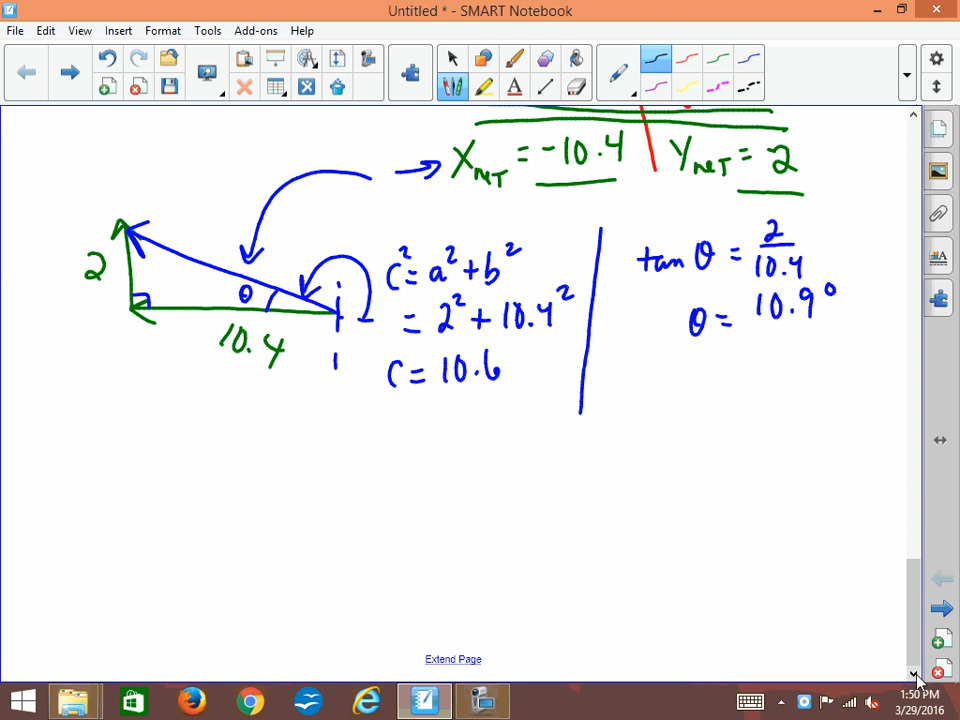 Untitled * - SMART Notebook
File Edit View Insert Format Tools Add-ons Help
Xnet = -10.4 Ynet = 2
2
θ
10.4
c² = a² + b²
= 2² + 10.4²
c = 10.6
tan θ = 2/10.4
θ = 10.9°
Extend Page
1:50 PM
3/29/2016